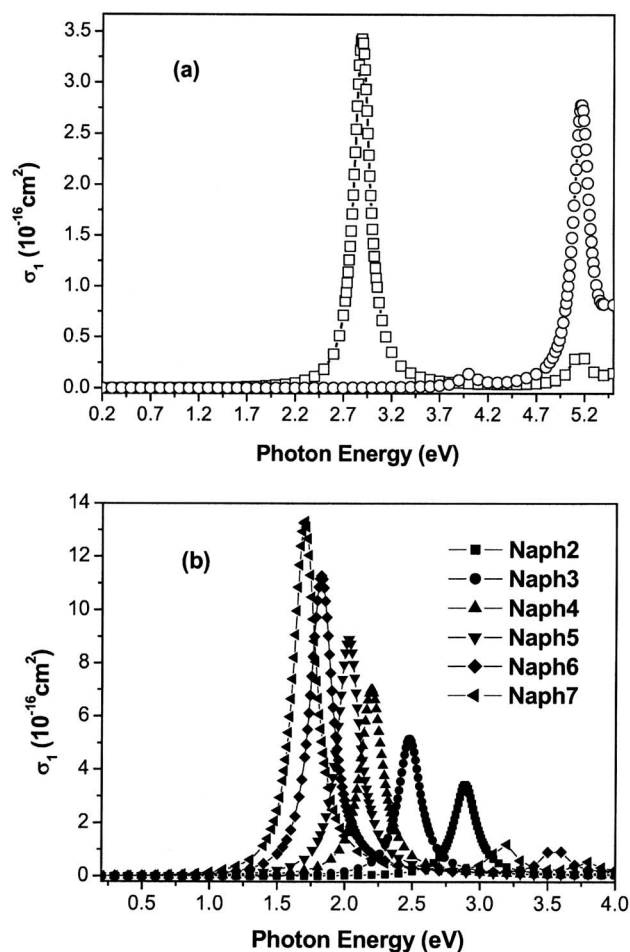 (a)
σ₁ (10⁻¹⁶cm²)
3.5
3.0
2.5
2.0
1.5
1.0
0.5
0.0
0.2 0.7 1.2 1.7 2.2 2.7 3.2 3.7 4.2 4.7 5.2
Photon Energy (eV)
(b)
σ₁ (10⁻¹⁶cm²)
14
12
10
8
6
4
2
0
Naph2
Naph3
Naph4
Naph5
Naph6
Naph7
0.5 1.0 1.5 2.0 2.5 3.0 3.5 4.0
Photon Energy (eV)